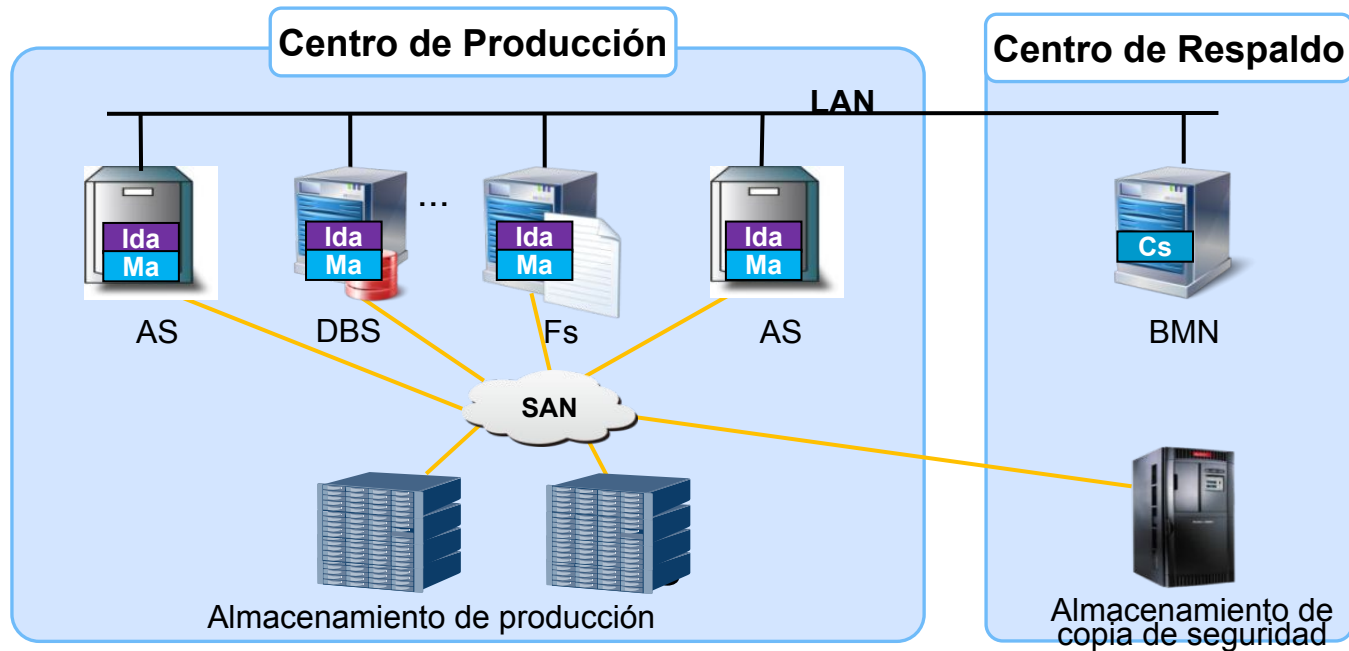 Centro de Producción
Centro de Respaldo
LAN
...
Ida
Ma
Ida
Ma
Ida
Ma
Ida
Ma
Cs
AS
DBS
Fs
AS
BMN
SAN
Almacenamiento de producción
Almacenamiento de
copia de seguridad